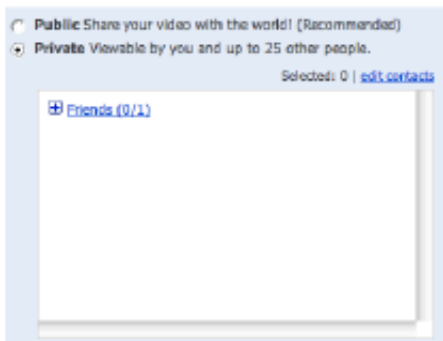 Public Share your video with the world! (Recommended)
Private Viewable by you and up to 25 other people.
Selected: 0 | edit contacts
Friends (0/1)